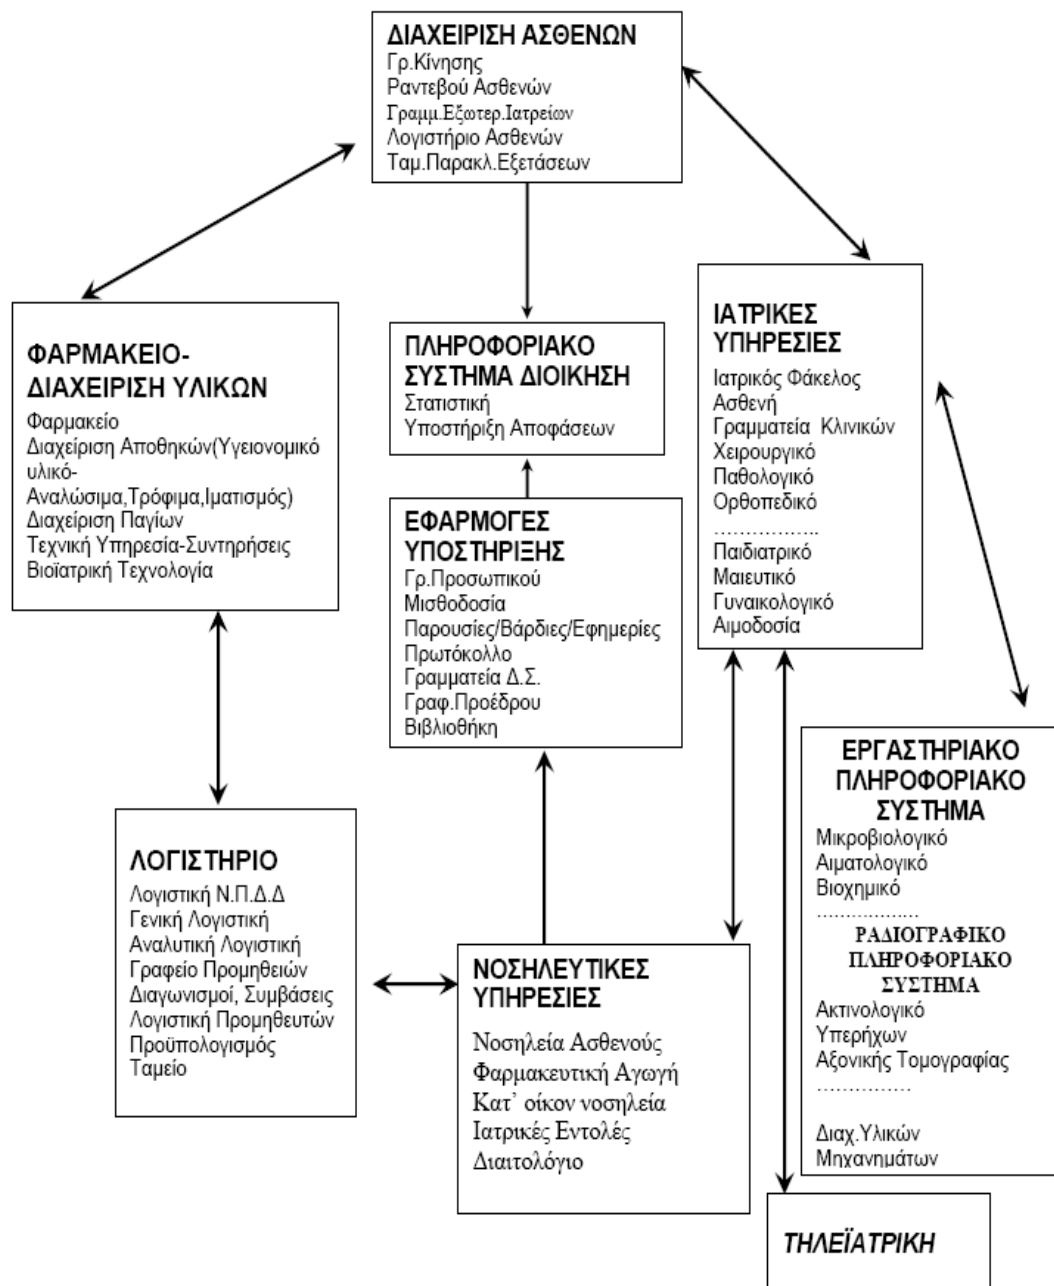 ΔΙΑΧΕΙΡΙΣΗ ΑΣΘΕΝΩΝ
Γρ.Κίνησης
Ραντεβού Ασθενών
Γραμμ.Εξωτερ.Ιατρείων
Λογιστήριο Ασθενών
Ταμ.Παρακλ.Εξετάσεων
ΦΑΡΜΑΚΕΙΟ-
ΔΙΑΧΕΙΡΙΣΗ ΥΛΙΚΩΝ
Φαρμακείο
Διαχείριση Αποθηκών(Υγειονομικό
υλικό-
Αναλώσιμα,Τρόφιμα,Ιματισμός)
Διαχείριση Παγίων
Τεχνική Υπηρεσία-Συντηρήσεις
Βιοϊατρική Τεχνολογία
ΠΛΗΡΟΦΟΡΙΑΚΟ
ΣΥΣΤΗΜΑ ΔΙΟΙΚΗΣΗ
Στατιστική
Υποστήριξη Αποφάσεων
ΙΑΤΡΙΚΕΣ
ΥΠΗΡΕΣΙΕΣ
Ιατρικός Φάκελος
Ασθενή
Γραμματεία Κλινικών
Χειρουργικό
Παθολογικό
Ορθοπεδικό
……………..
Παιδιατρικό
Μαιευτικό
Γυναικολογικό
Αιμοδοσία
ΕΦΑΡΜΟΓΕΣ
ΥΠΟΣΤΗΡΙΞΗΣ
Γρ.Προσωπικού
Μισθοδοσία
Παρουσίες/Βάρδιες/Εφημερίες
Πρωτόκολλο
Γραμματεία Δ.Σ.
Γραφ.Προέδρου
Βιβλιοθήκη
ΕΡΓΑΣΤΗΡΙΑΚΟ
ΠΛΗΡΟΦΟΡΙΑΚΟ
ΣΥΣΤΗΜΑ
Μικροβιολογικό
Αιματολογικό
Βιοχημικό
……………..
ΡΑΔΙΟΓΡΑΦΙΚΟ
ΠΛΗΡΟΦΟΡΙΑΚΟ
ΣΥΣΤΗΜΑ
Ακτινολογικό
Υπερήχων
Αξονικής Τομογραφίας
……………
Διαχ.Υλικών
Μηχανημάτων
ΛΟΓΙΣΤΗΡΙΟ
Λογιστική Ν.Π.Δ.Δ
Γενική Λογιστική
Αναλυτική Λογιστική
Γραφείο Προμηθειών
Διαγωνισμοί, Συμβάσεις
Λογιστική Προμηθευτών
Προϋπολογισμός
Ταμείο
ΝΟΣΗΛΕΥΤΙΚΕΣ
ΥΠΗΡΕΣΙΕΣ
Νοσηλεία Ασθενούς
Φαρμακευτική Αγωγή
Κατ’ οίκον νοσηλεία
Ιατρικές Εντολές
Διαιτολόγιο
ΤΗΛΕΪΑΤΡΙΚΗ